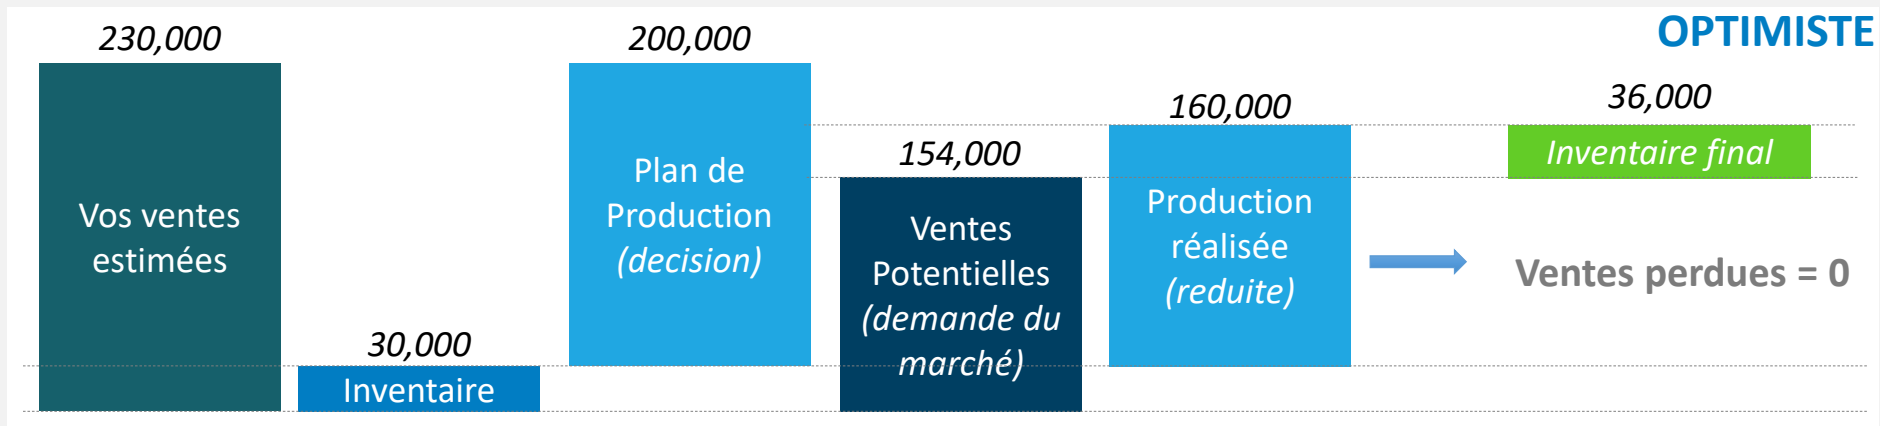 OPTIMISTE
230,000
Vos ventes
estimées
30,000
Inventaire
200,000
Plan de
Production
(decision)
154,000
Ventes
Potentielles
(demande du
marché)
160,000
Production
réalisée
(reduite)
36,000
Inventaire final
Ventes perdues = 0